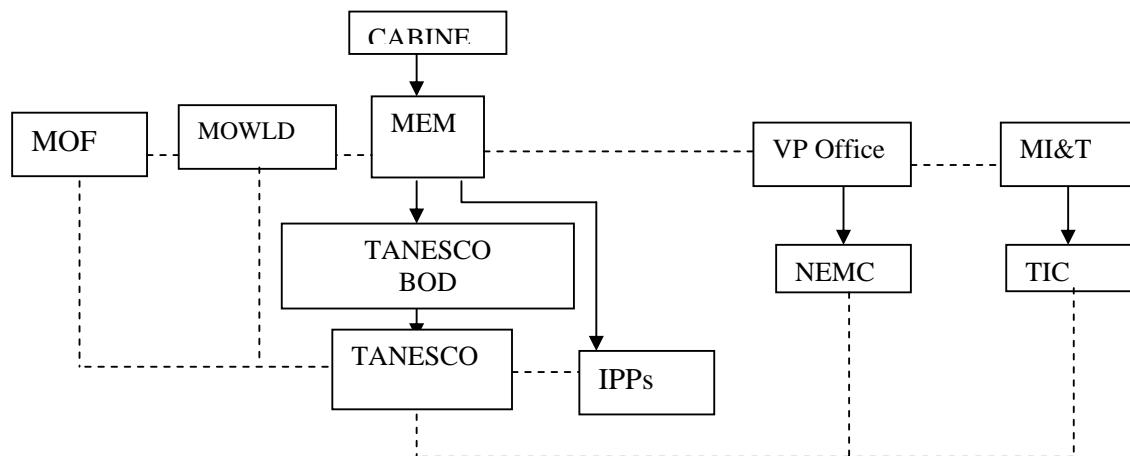 CABINE
MOF
MOWLD
MEM
VP Office
MI&T
TANESCO
BOD
NEMC
TIC
TANESCO
IPPs